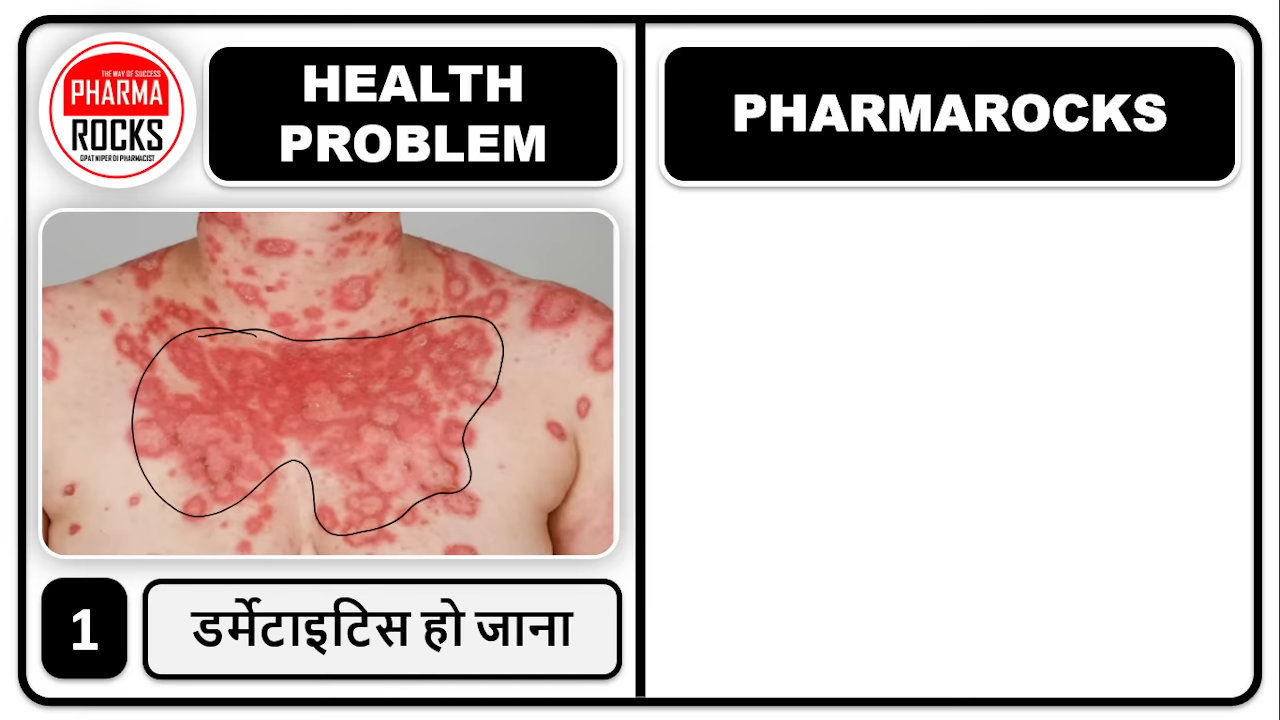 THE WAY OF SUCCESS
PHARMA
ROCKS
GPAT NIPER DI PHARMACIST
HEALTH
PROBLEM
PHARMAROCKS
1
डर्मेटाइटिस हो जाना